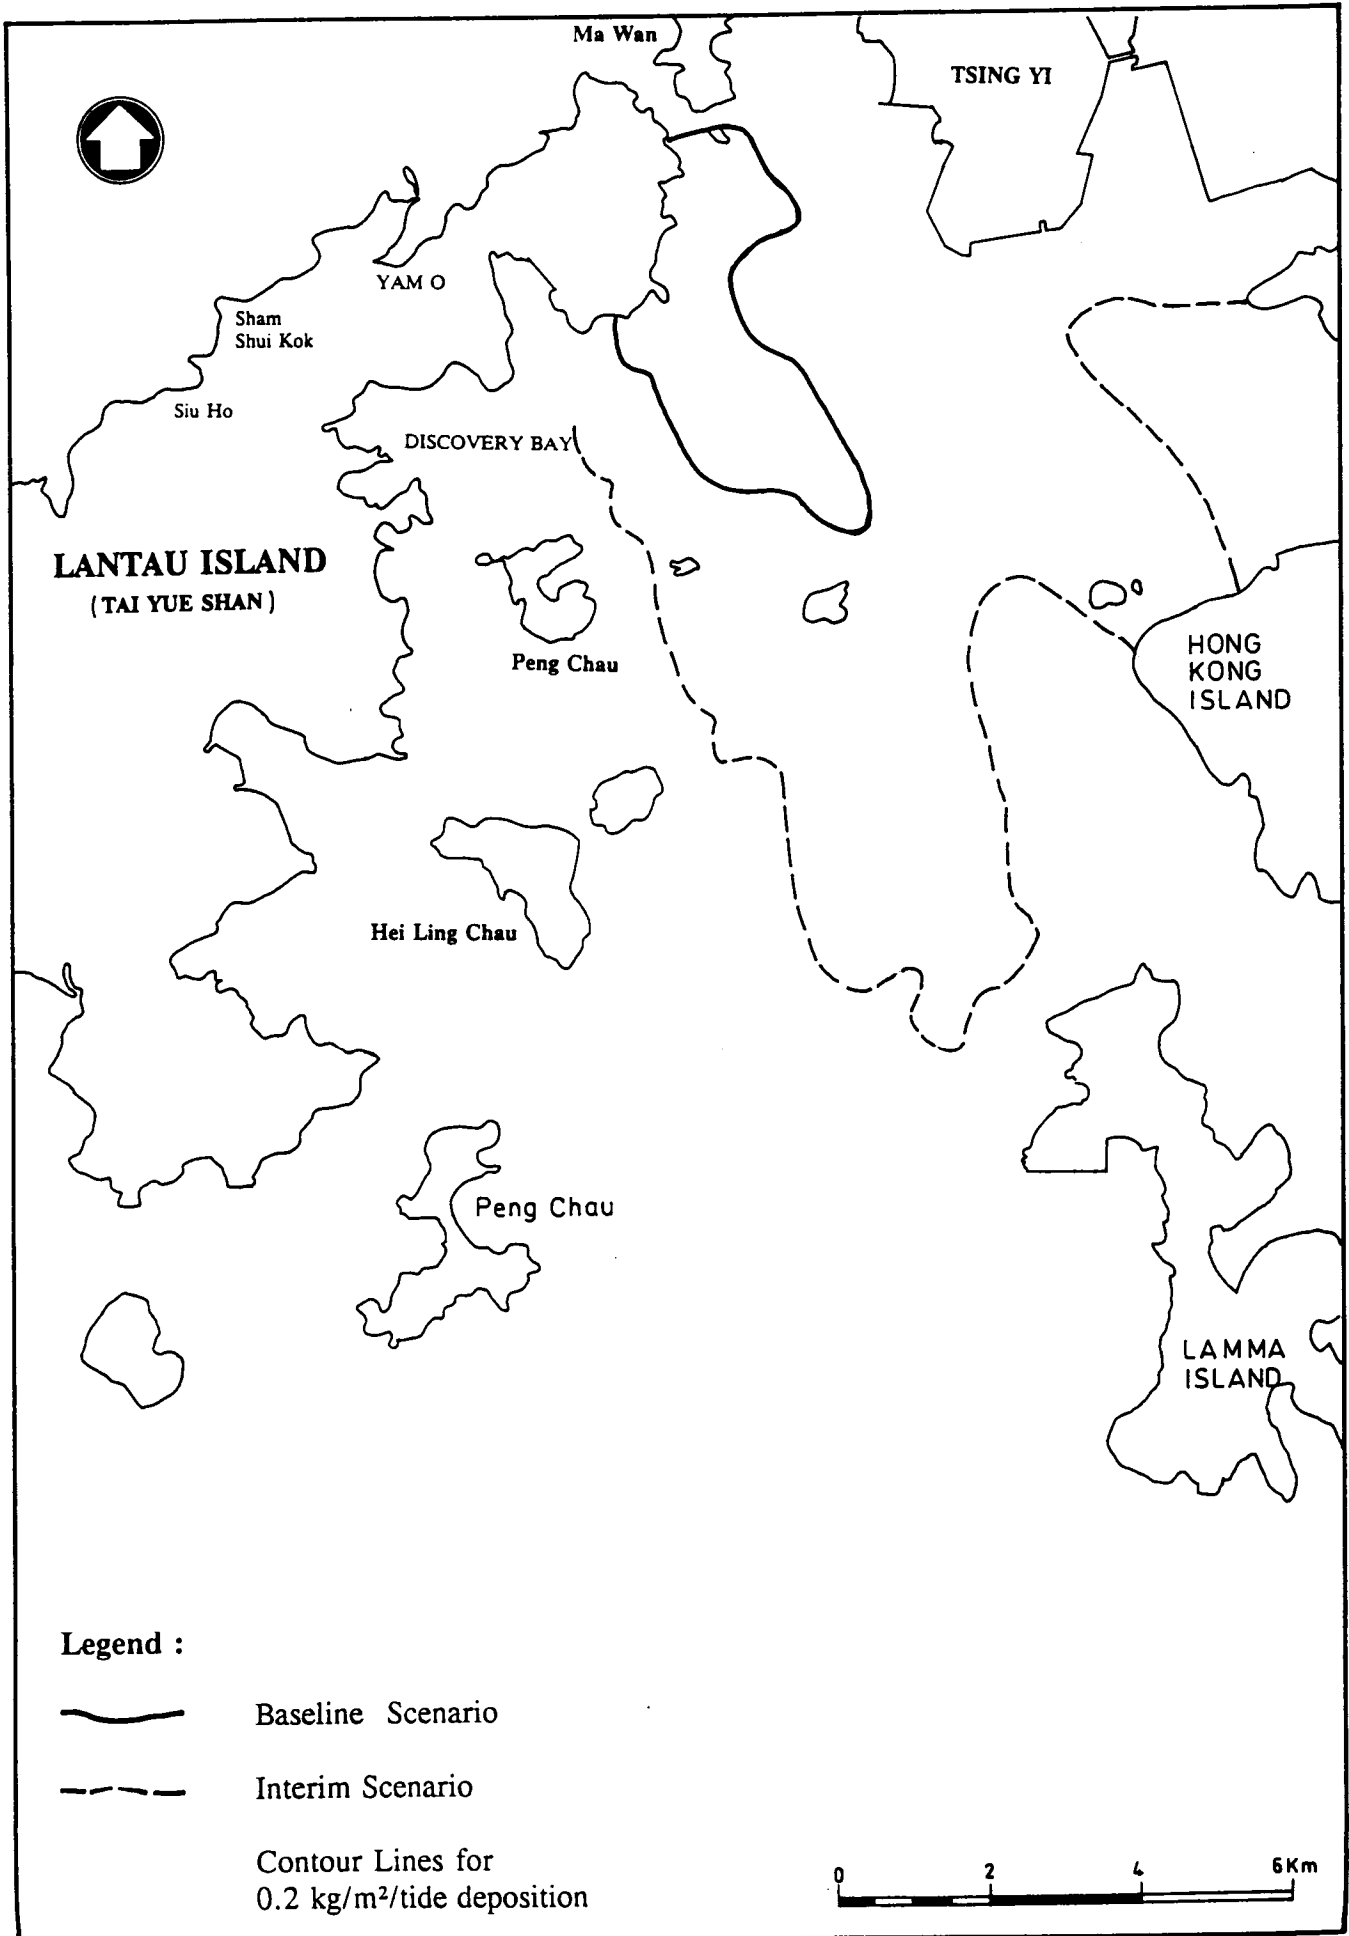 Ma Wan
TSING YI
YAM O
Sham
Shui Kok
Siu Ho
DISCOVERY BAY
LANTAU ISLAND
(TAI YUE SHAN)
Peng Chau
HONG
KONG
ISLAND
Hei Ling Chau
Peng Chau
LAMMA
ISLAND
Legend :
Baseline Scenario
Interim Scenario
Contour Lines for
0.2 kg/m²/tide deposition
0 2 4 6Km